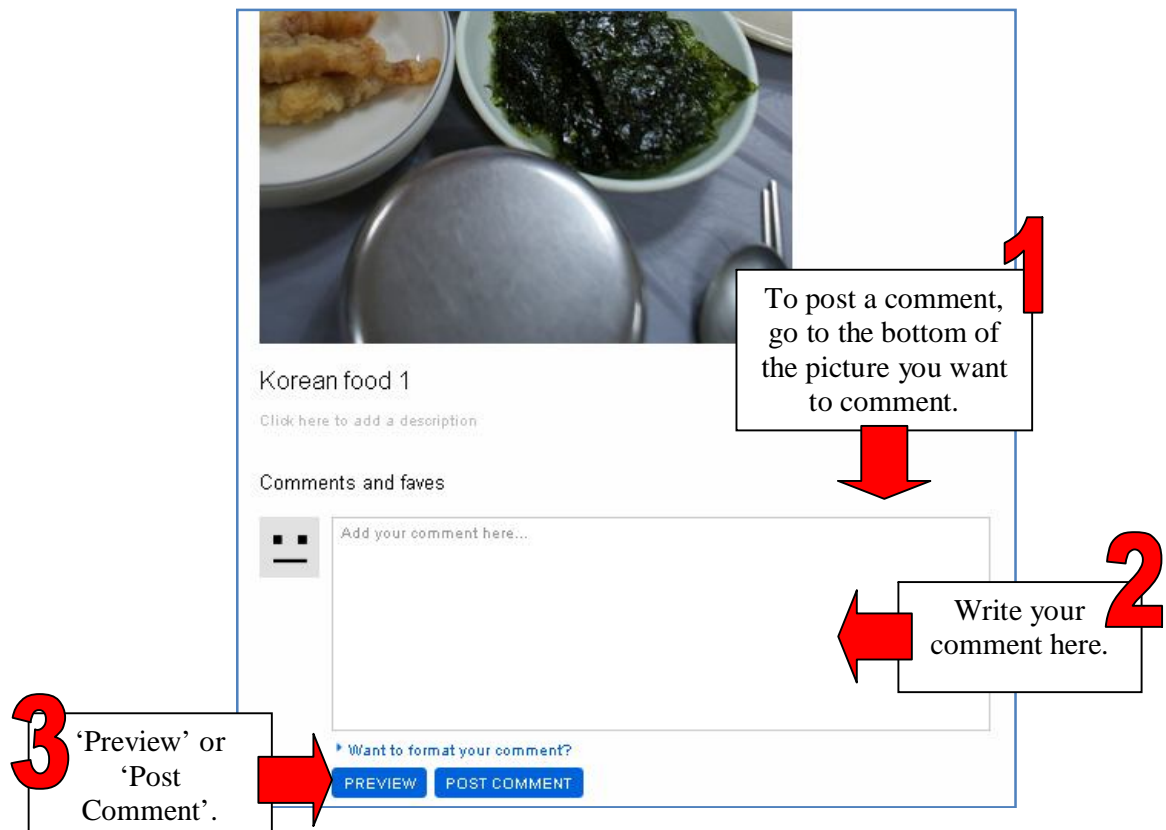 1
To post a comment,
go to the bottom of
the picture you want
to comment.
Korean food 1
Click here to add a description
Comments and faves
Add your comment here...
2
Write your
comment here.
3
‘Preview’ or
‘Post
Comment’.
Want to format your comment?
PREVIEW POST COMMENT